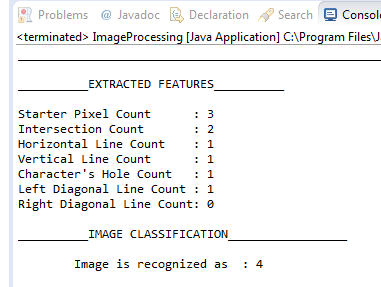 Problems @ Javadoc Declaration Search Conso
<terminated> ImageProcessing [Java Application] C:\Program Files\J
__________EXTRACTED FEATURES__________
Starter Pixel Count : 3
Intersection Count : 2
Horizontal Line Count : 1
Vertical Line Count : 1
Character's Hole Count : 1
Left Diagonal Line Count : 1
Right Diagonal Line Count: 0
__________IMAGE CLASSIFICATION_________________
Image is recognized as : 4